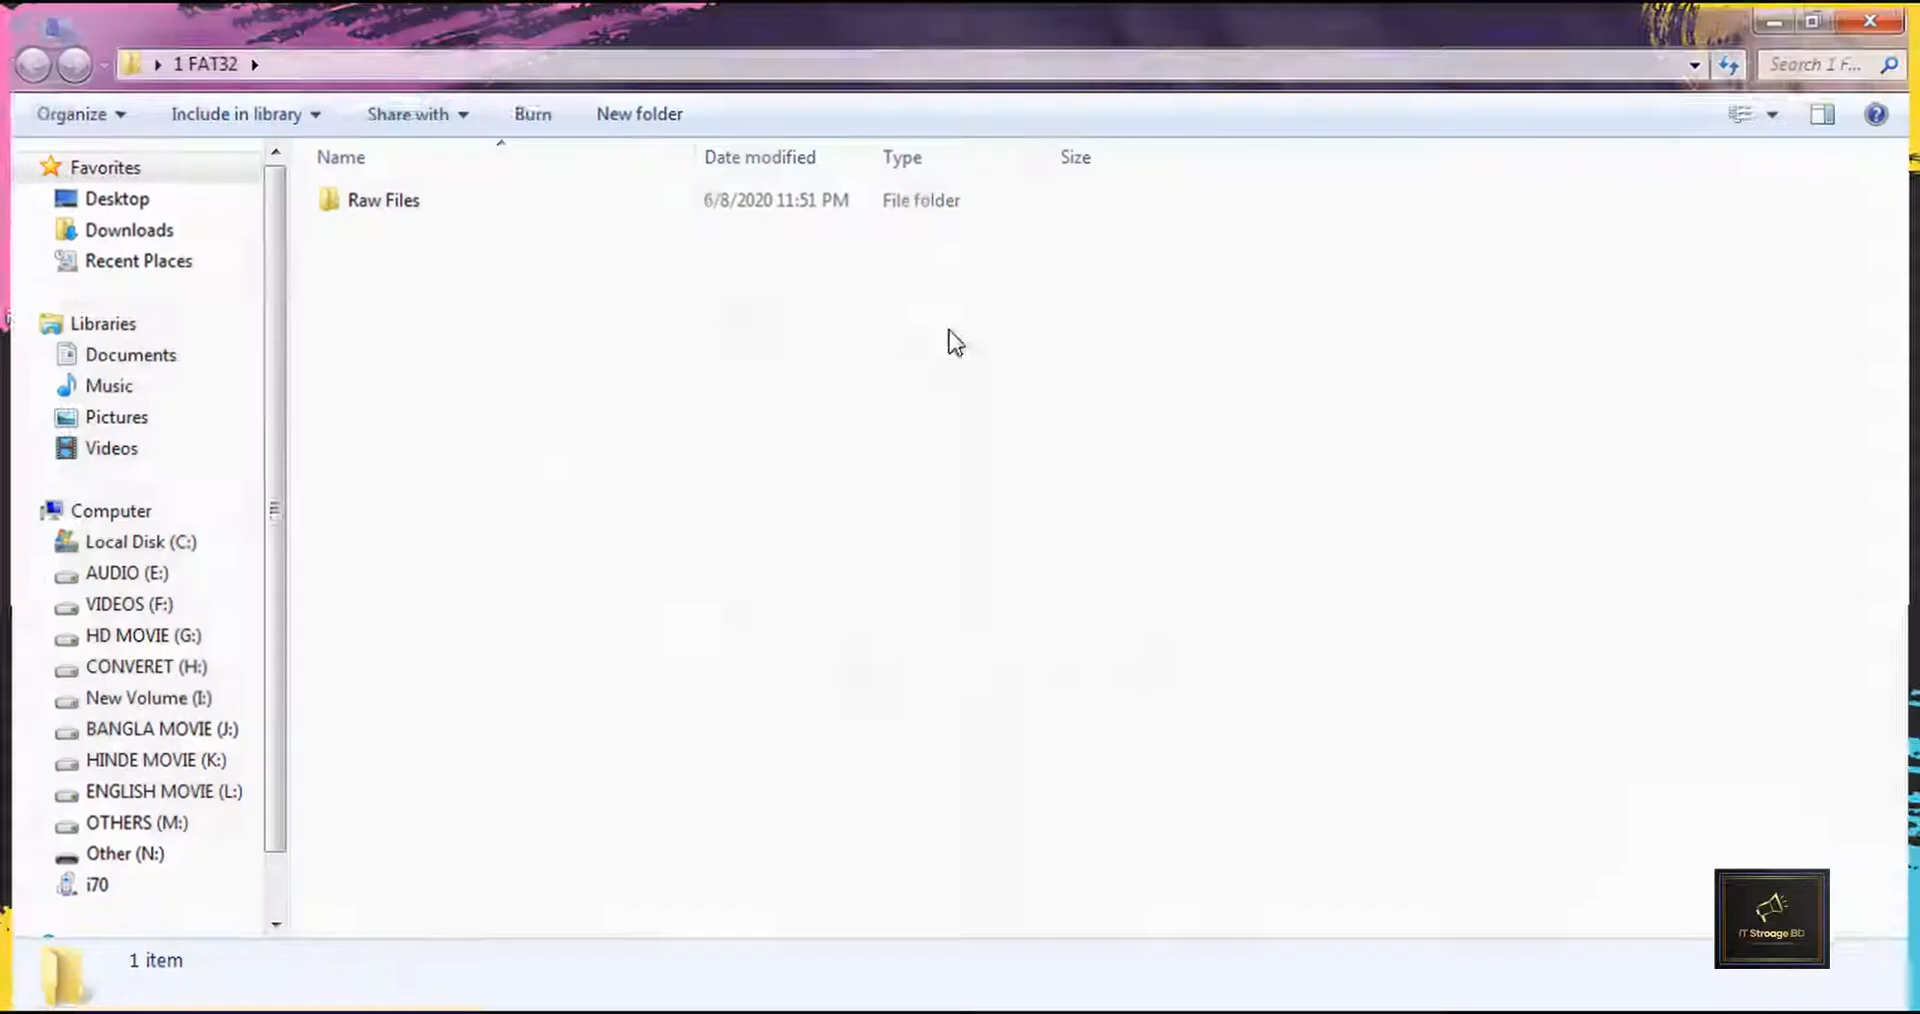 1 FAT32
Search 1 F...
Organize
Include in library
Share with
Burn
New folder
Name
Date modified
Type
Size
Raw Files
6/8/2020 11:51 PM
File folder
Favorites
Desktop
Downloads
Recent Places
Libraries
Documents
Music
Pictures
Videos
Computer
Local Disk (C:)
AUDIO (E:)
VIDEOS (F:)
HD MOVIE (G:)
CONVERET (H:)
New Volume (I:)
BANGLA MOVIE (J:)
HINDE MOVIE (K:)
ENGLISH MOVIE (L:)
OTHERS (M:)
Other (N:)
i70
1 item
IT Stroage BD